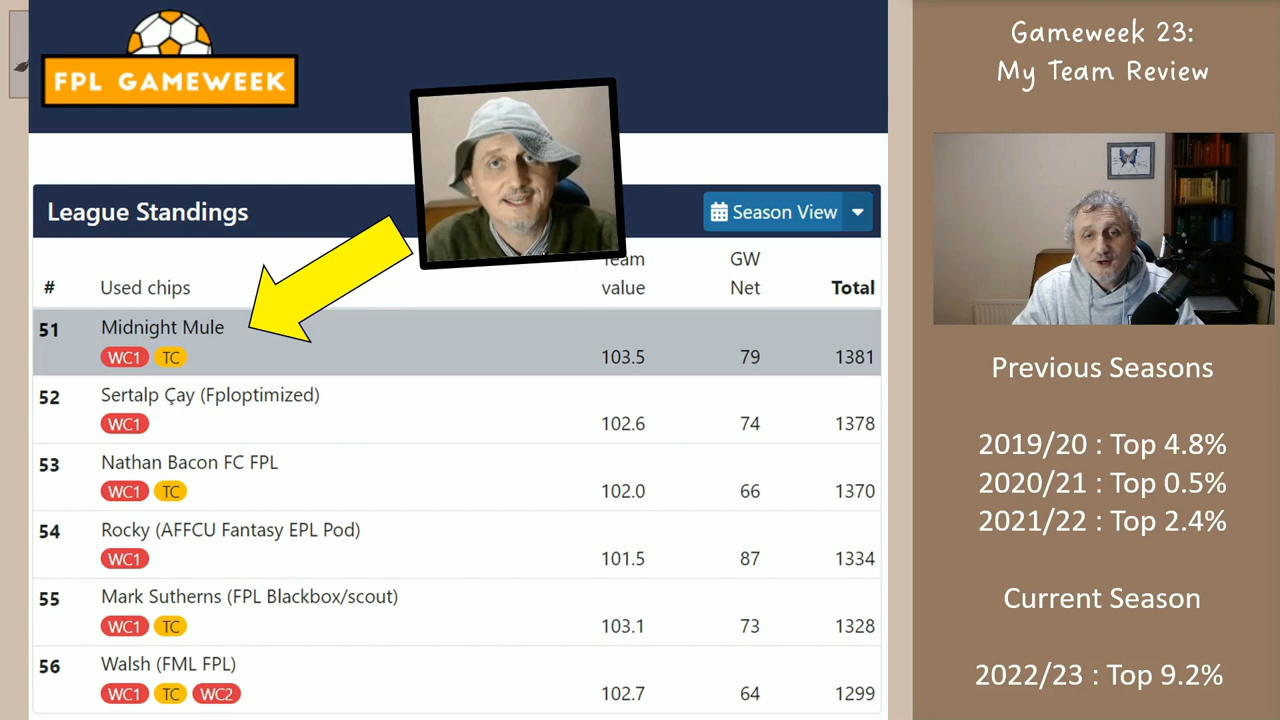 FPL GAMEWEEK
League Standings
Season View
# Used chips Team value GW Net Total
51 Midnight Mule
WC1 TC 103.5 79 1381
52 Sertalp Çay (Fploptimized)
WC1 102.6 74 1378
53 Nathan Bacon FC FPL
WC1 TC 102.0 66 1370
54 Rocky (AFFCU Fantasy EPL Pod)
WC1 101.5 87 1334
55 Mark Sutherns (FPL Blackbox/scout)
WC1 TC 103.1 73 1328
56 Walsh (FML FPL)
WC1 TC WC2 102.7 64 1299
Gameweek 23:
My Team Review
Previous Seasons
2019/20 : Top 4.8%
2020/21 : Top 0.5%
2021/22 : Top 2.4%
Current Season
2022/23 : Top 9.2%